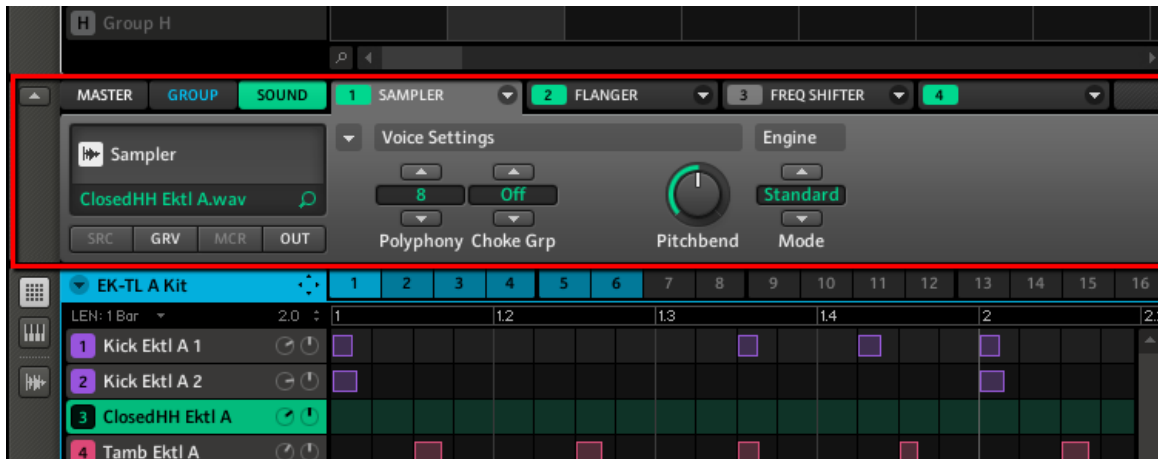 H Group H
MASTER GROUP SOUND 1 SAMPLER 2 FLANGER 3 FREQ SHIFTER 4
Sampler Voice Settings Engine
ClosedHH Ektl A.wav 8 Off Standard
SRC GRV MCR OUT Polyphony Choke Grp Pitchbend Mode
EK-TL A Kit 1 2 3 4 5 6 7 8 9 10 11 12 13 14 15 16
LEN: 1 Bar 2.0 1 1.2 1.3 1.4 2 2.
1 Kick Ektl A 1
2 Kick Ektl A 2
3 ClosedHH Ektl A
4 Tamb Ektl A